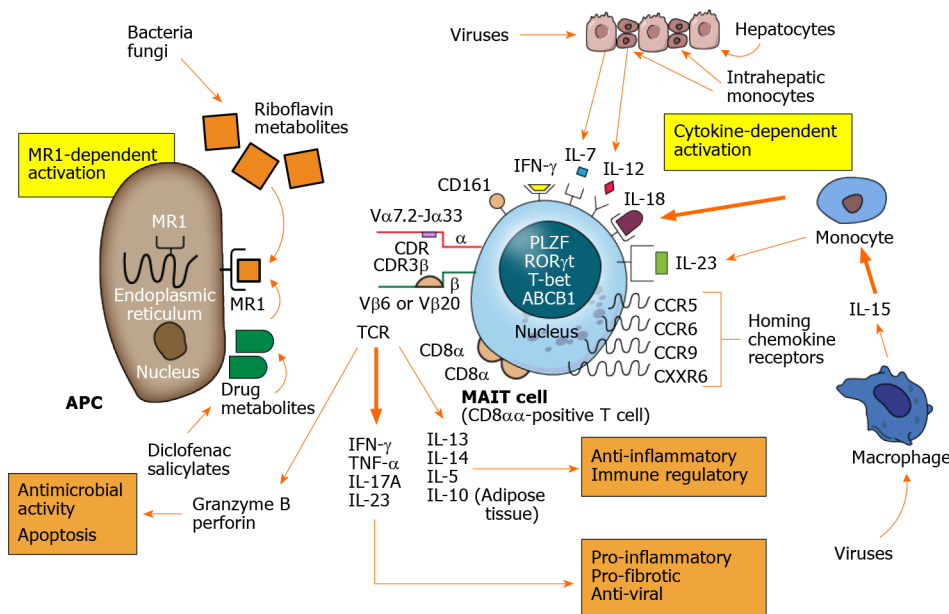 Bacteria
fungi
Riboflavin
metabolites
MR1-dependent
activation
MR1
Endoplasmic
reticulum
Nucleus
MR1
APC
Drug
metabolites
Diclofenac
salicylates
Viruses
Hepatocytes
Intrahepatic
monocytes
Cytokine-dependent
activation
IFN-γ
IL-7
IL-12
IL-18
IL-23
CD161
Vα7.2-Jα33
CDR
α
CDR3β
β
Vβ6 or Vβ20
TCR
PLZF
RORγt
T-bet
ABCB1
Nucleus
CD8α
CD8α
MAIT cell
(CD8αα-positive T cell)
CCR5
CCR6
CCR9
CXXR6
Homing
chemokine
receptors
Monocyte
IL-15
Macrophage
Viruses
Granzyme B
perforin
Antimicrobial
activity
Apoptosis
IFN-γ
TNF-α
IL-17A
IL-23
IL-13
IL-14
IL-5
IL-10 (Adipose
tissue)
Anti-inflammatory
Immune regulatory
Pro-inflammatory
Pro-fibrotic
Anti-viral